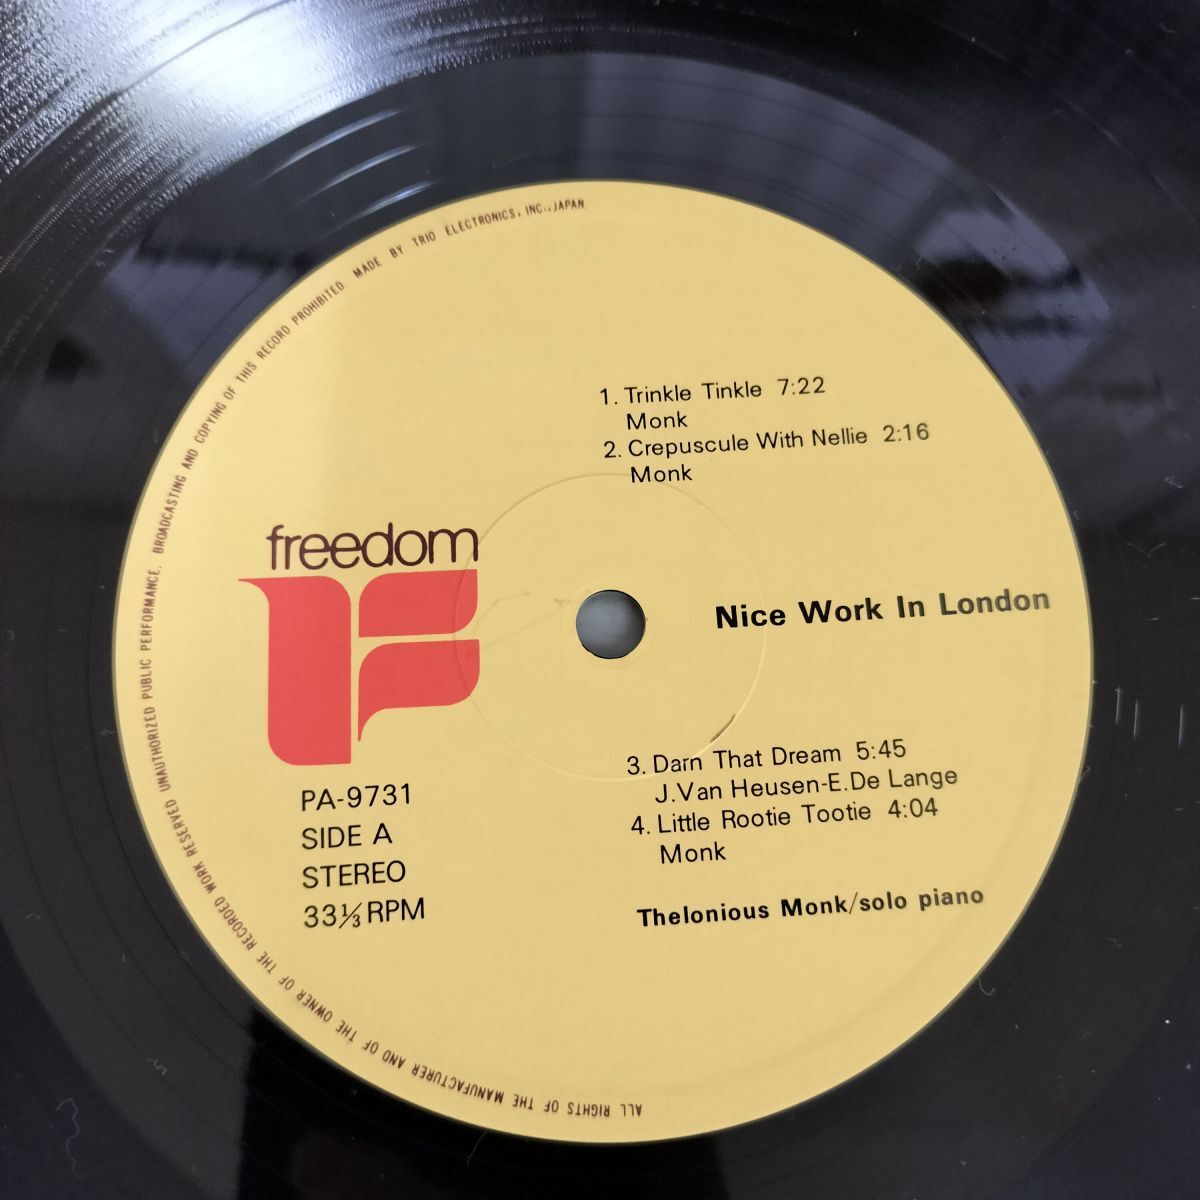 ALL RIGHTS OF THE MANUFACTURER AND OF THE OWNER OF THE RECORDED WORK RESERVED UNAUTHORIZED PUBLIC PERFORMANCE, BROADCASTING AND COPYING OF THIS RECORD PROHIBITED. MADE BY TRIO ELECTRONICS, INC., JAPAN
1. Trinkle Tinkle 7:22
Monk
2. Crepuscule With Nellie 2:16
Monk
freedom
Nice Work In London
3. Darn That Dream 5:45
J.Van Heusen-E.De Lange
4. Little Rootie Tootie 4:04
Monk
Thelonious Monk/solo piano
PA-9731
SIDE A
STEREO
33⅓ RPM